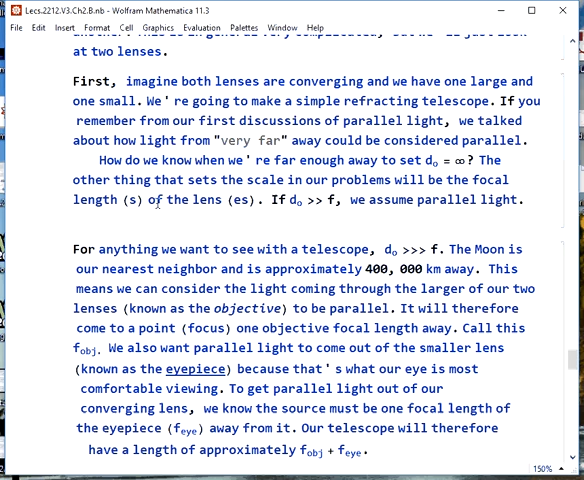 Lecs.2212.V3.Ch2.B.nb - Wolfram Mathematica 11.3
File Edit Insert Format Cell Graphics Evaluation Palettes Window Help
at two lenses.
First, imagine both lenses are converging and we have one large and
one small. We're going to make a simple refracting telescope. If you
remember from our first discussions of parallel light, we talked
about how light from "very far" away could be considered parallel.
How do we know when we're far enough away to set dₒ = ∞? The
other thing that sets the scale in our problems will be the focal
length (s) of the lens (es). If dₒ >> f, we assume parallel light.
For anything we want to see with a telescope, dₒ >>> f. The Moon is
our nearest neighbor and is approximately 400, 000 km away. This
means we can consider the light coming through the larger of our two
lenses (known as the objective) to be parallel. It will therefore
come to a point (focus) one objective focal length away. Call this
f_obj. We also want parallel light to come out of the smaller lens
(known as the eyepiece) because that's what our eye is most
comfortable viewing. To get parallel light out of our
converging lens, we know the source must be one focal length of
the eyepiece (f_eye) away from it. Our telescope will therefore
have a length of approximately f_obj + f_eye.
150%